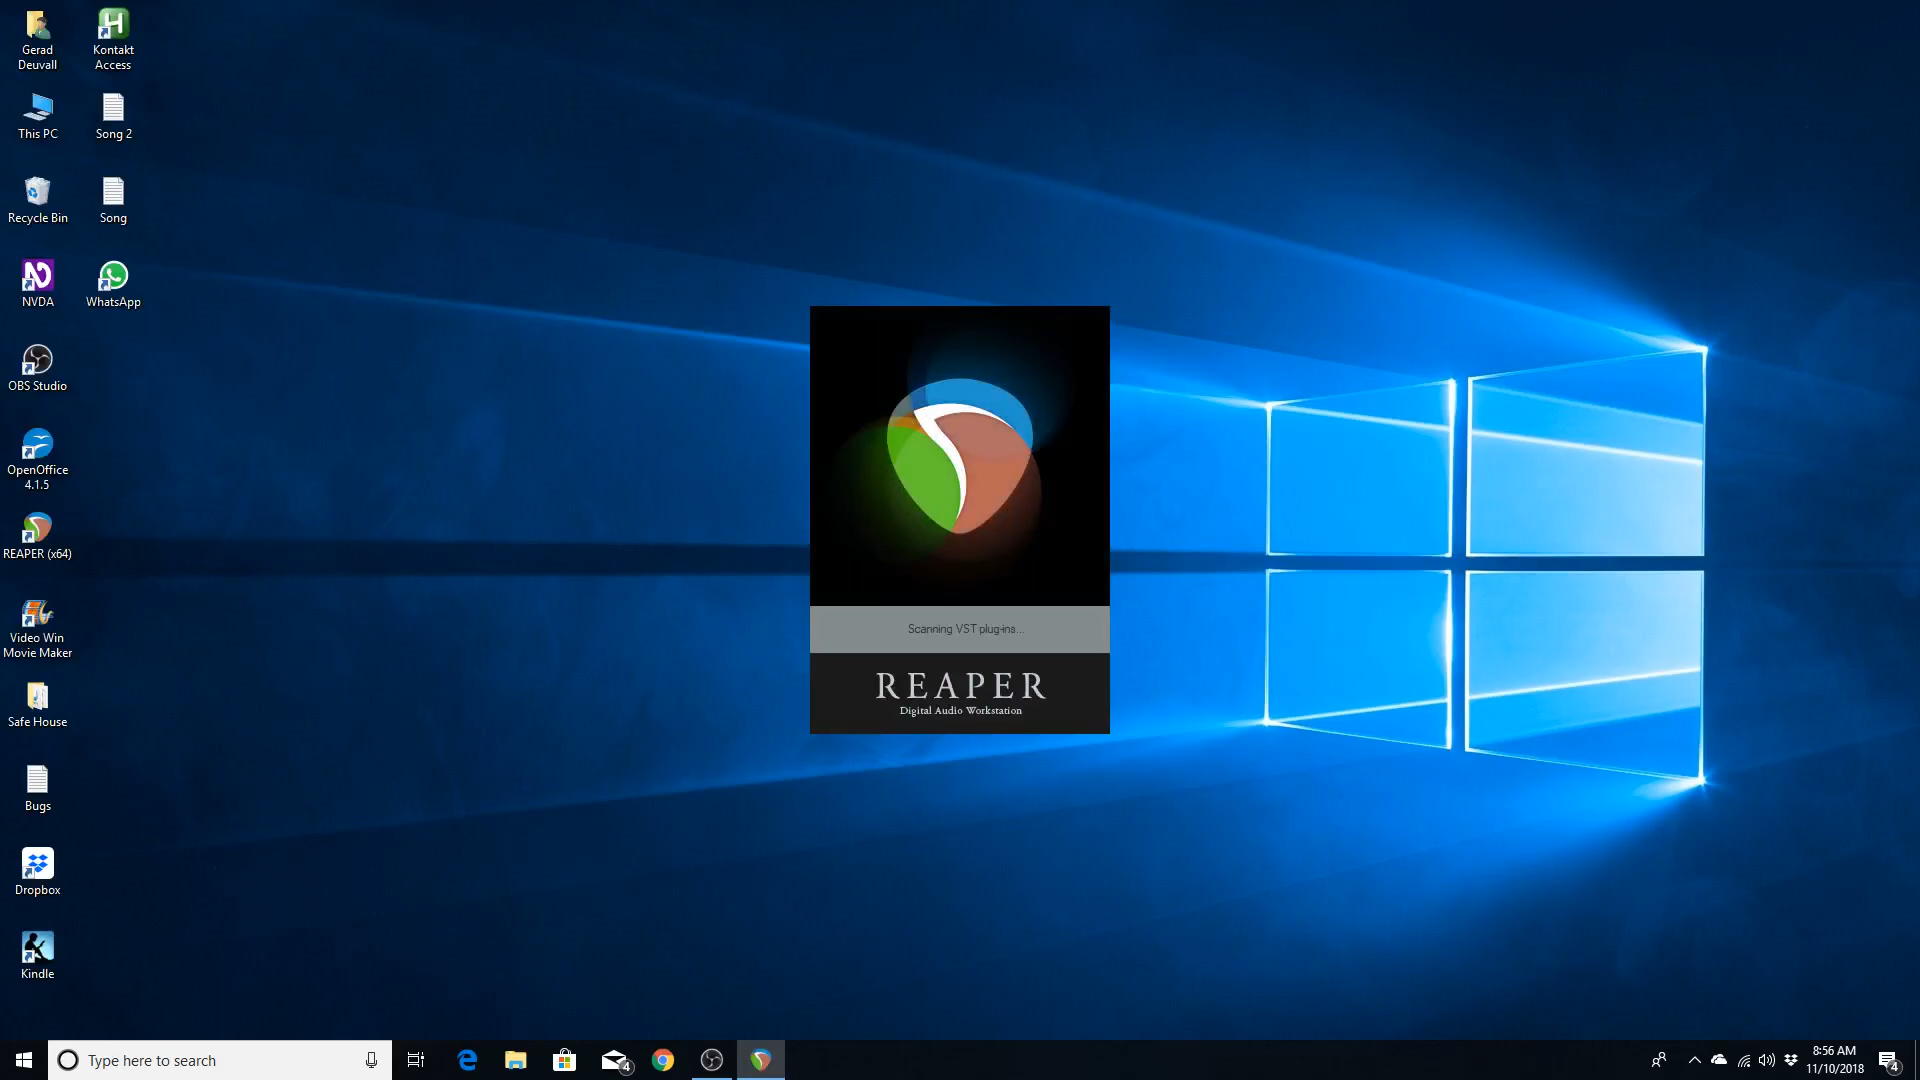 Gerad
Deuvall
Kontakt
Access
This PC
Song 2
Recycle Bin
Song
NVDA
WhatsApp
OBS Studio
OpenOffice
4.1.5
REAPER (x64)
Video Win
Movie Maker
Safe House
Bugs
Dropbox
Kindle
Scanning VST plug-ins...
REAPER
Digital Audio Workstation
Type here to search
4
8:56 AM
11/10/2018
4